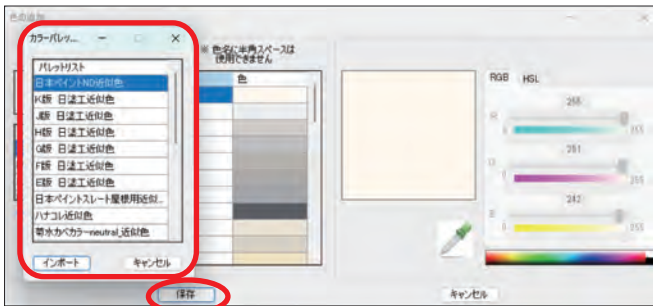 色の追加
カラーパレッ...
※ 色名に半角スペースは
使用できません
パレットリスト
日本ペイントND近似色
K版 日塗工近似色
J版 日塗工近似色
H版 日塗工近似色
G版 日塗工近似色
F版 日塗工近似色
E版 日塗工近似色
日本ペイントスレート屋根用近似...
ハナコレ近似色
菊水カベカラーneutral_近似色
インポート
キャンセル
色
RGB
HSL
R
0
255
251
255
243
B
0
255
保存
キャンセル